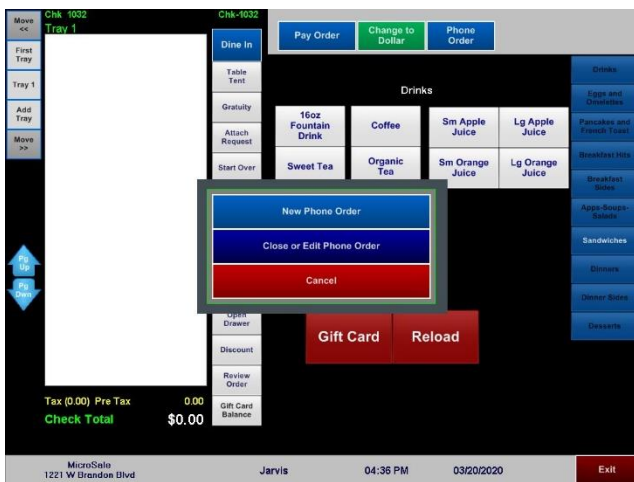 Move
<<
Chk 1032
Chk-1032
Tray 1
First
Tray
Tray 1
Add
Tray
Move
>>
Pg
Up
Pg
Dwn
Dine In
Table
Tent
Gratuity
Attach
Request
Start Over
Open
Drawer
Discount
Review
Order
Gift Card
Balance
Pay Order
Change to
Dollar
Phone
Order
Drinks
16oz
Fountain
Drink
Coffee
Sm Apple
Juice
Lg Apple
Juice
Sweet Tea
Organic
Tea
Sm Orange
Juice
Lg Orange
Juice
New Phone Order
Close or Edit Phone Order
Cancel
Gift Card
Reload
Drinks
Eggs and
Omelettes
Pancakes and
French Toast
Breakfast Hits
Breakfast
Sides
Apps-Soups-
Salads
Sandwiches
Dinners
Dinner Sides
Desserts
Tax (0.00) Pre Tax 0.00
Check Total $0.00
MicroSale
1221 W Brandon Blvd
Jarvis
04:36 PM
03/20/2020
Exit